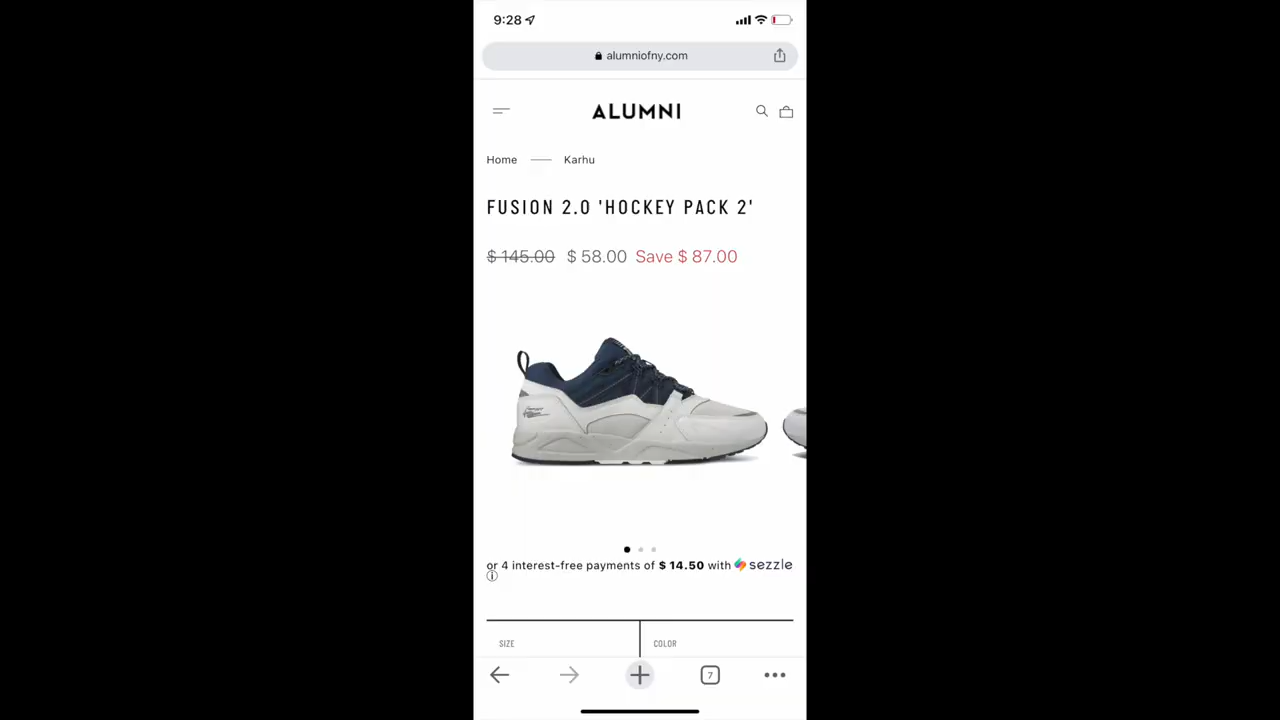 9:28
alumniofny.com
ALUMNI
Home Karhu
FUSION 2.0 'HOCKEY PACK 2'
$ 145.00 $ 58.00 Save $ 87.00
or 4 interest-free payments of $ 14.50 with sezzle
SIZE COLOR
7